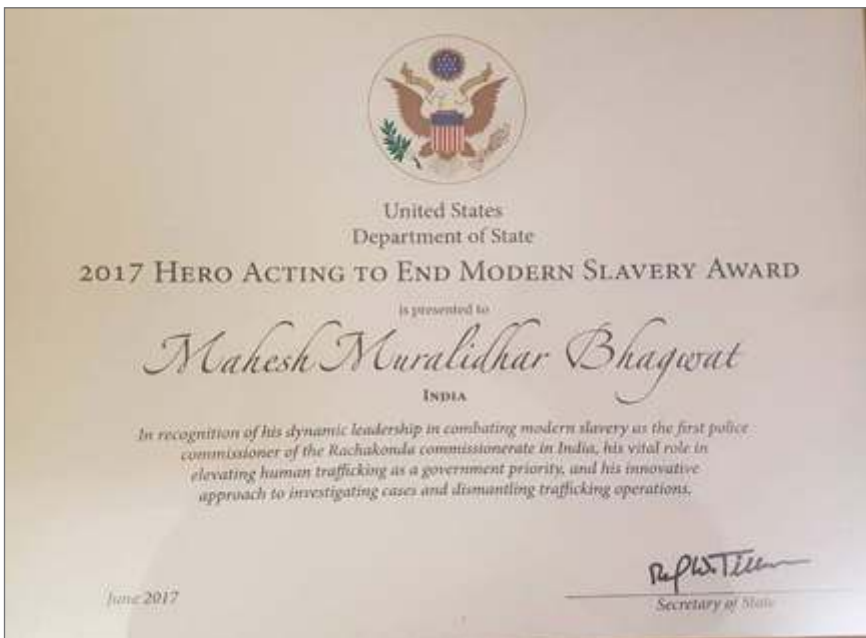 United States
Department of State
2017 HERO ACTING TO END MODERN SLAVERY AWARD
is presented to
Mahesh Muralidhar Bhagwat
INDIA
In recognition of his dynamic leadership in combating modern slavery as the first police
commissioner of the Rachakonda commissionerate in India, his vital role in
elevating human trafficking as a government priority, and his innovative
approach to investigating cases and dismantling trafficking operations.
June 2017
Secretary of State